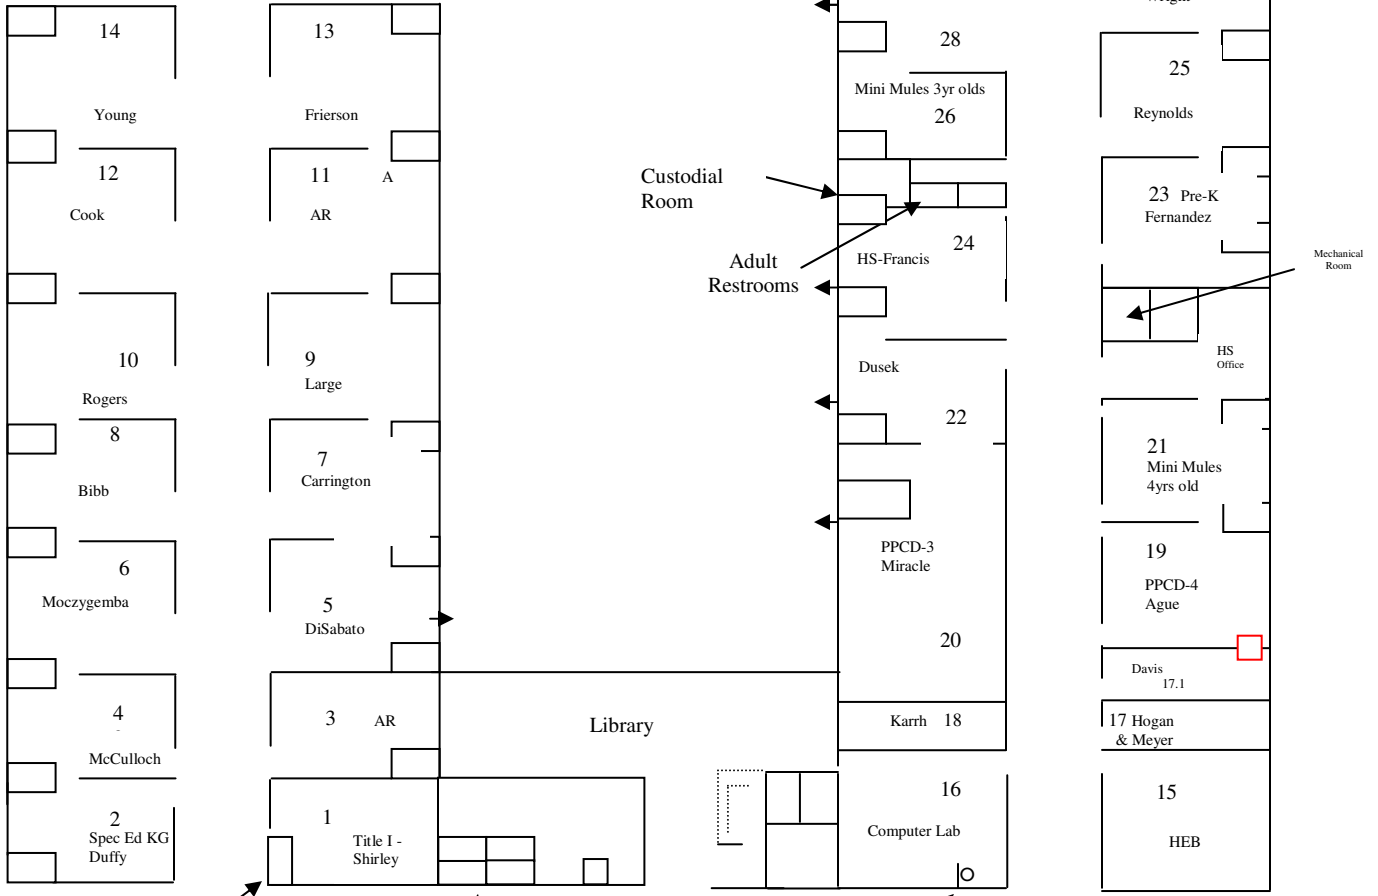 14
Young
12
Cook
10
Rogers
8
Bibb
6
Moczygemba
4
McCulloch
2
Spec Ed KG
Duffy
13
Frierson
11
A
AR
9
Large
7
Carrington
5
DiSabato
3 AR
1
Title I -
Shirley
Custodial
Room
Adult
Restrooms
Library
28
Mini Mules 3yr olds
26
24
HS-Francis
Dusek
22
PPCD-3
Miracle
20
Karrh 18
16
Computer Lab
25
Reynolds
23 Pre-K
Fernandez
Mechanical
Room
HS
Office
21
Mini Mules
4yrs old
19
PPCD-4
Ague
Davis
17.1
17 Hogan
& Meyer
15
HEB